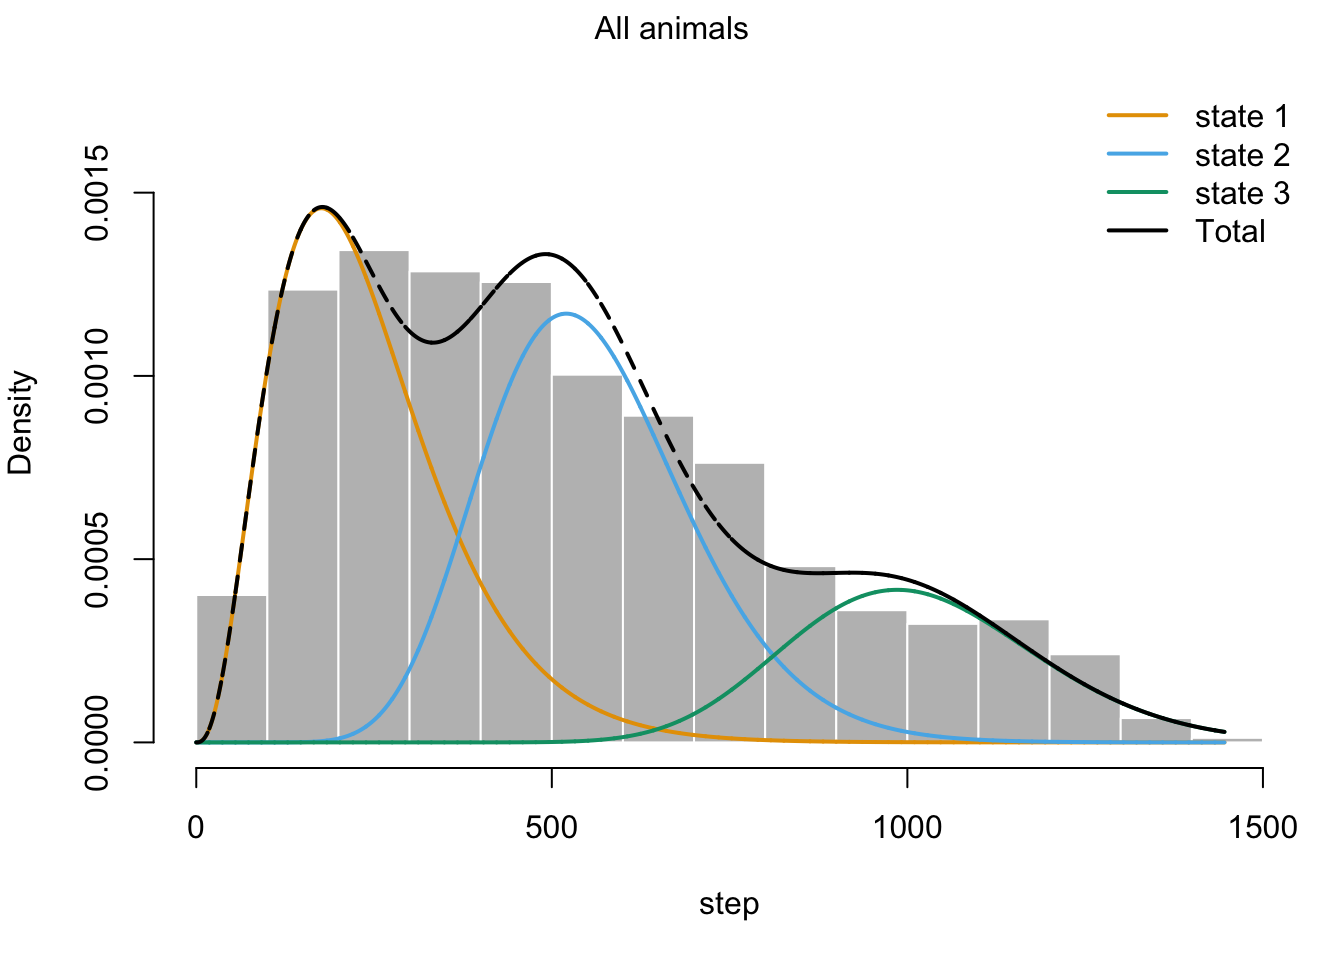 All animals
state 1
state 2
state 3
Total
Density
0.0015
0.0010
0.0005
0.0000
0
500
1000
1500
step